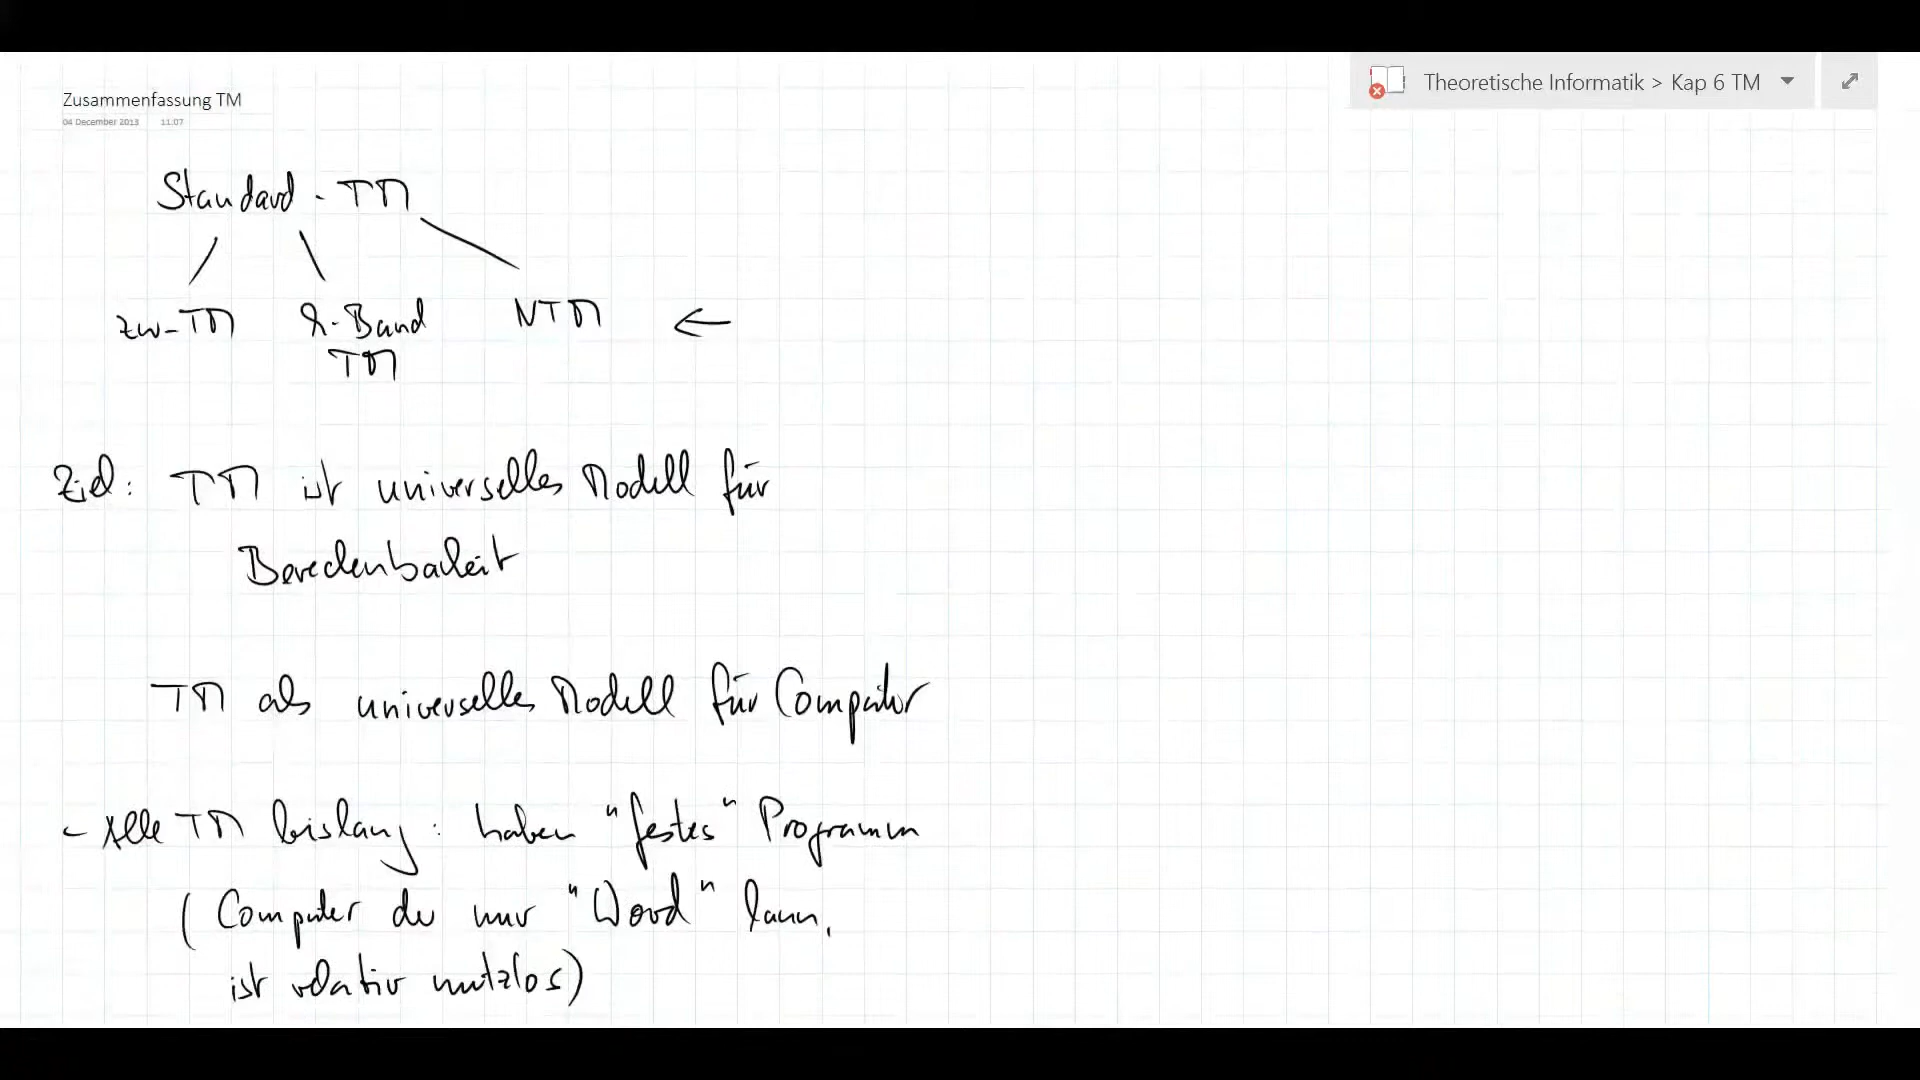 Theoretische Informatik > Kap 6 TM
Zusammenfassung TM
04 December 2013 11:07
Standard - TM
zw-TM k-Band NTM ←
TM
Ziel: TM ist universelles Modell für
Berechenbarkeit
TM als universelles Modell für Computer
- Alle TM bislang: haben "festes" Programm
(Computer der nur "Word" kann,
ist relativ nutzlos)